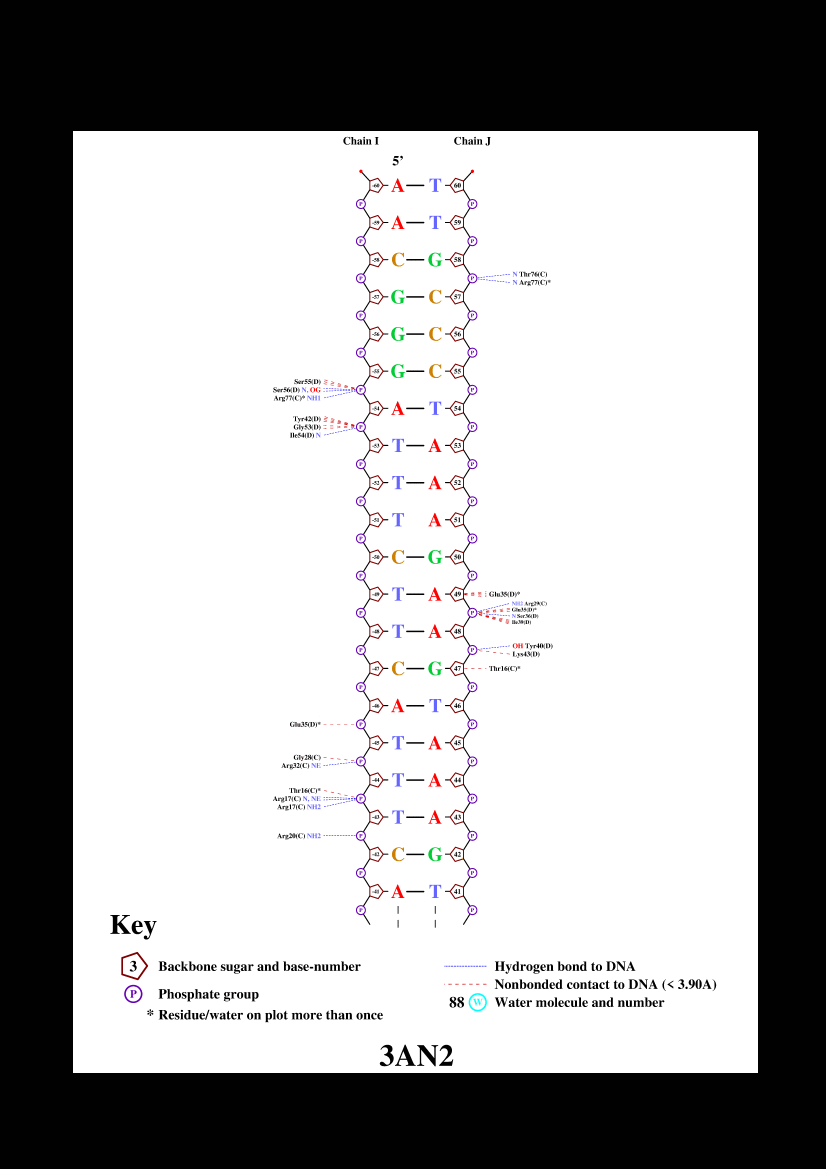 Chain I Chain J
5’
-60 A T 60
P P
-59 A T 59
P P
-58 C G 58
P P N Thr76(C)
N Arg77(C)*
-57 G C 57
P P
-56 G C 56
P P
-55 G C 55
Ser55(D)
Ser56(D) N, OG P P
Arg77(C)* NH1
-54 A T 54
Tyr42(D)
Gly53(D) P P
Ile54(D) N
-53 T A 53
P P
-52 T A 52
P P
-51 T A 51
P P
-50 C G 50
P P
-49 T A 49 Glu35(D)*
NH2 Arg29(C)
P P Glu35(D)*
N Ser36(D)
Ile39(D)
-48 T A 48
OH Tyr40(D)
P P
Lys43(D)
-47 C G 47 Thr16(C)*
P P
-46 A T 46
Glu35(D)* P P
-45 T A 45
Gly28(C)
P P
Arg32(C) NE
-44 T A 44
Thr16(C)*
Arg17(C) N, NE P P
Arg17(C) NH2
-43 T A 43
Arg20(C) NH2 P P
-42 C G 42
P P
-41 A T 41
P P
Key
3 Backbone sugar and base-number
P Phosphate group
* Residue/water on plot more than once
Hydrogen bond to DNA
Nonbonded contact to DNA (< 3.90A)
88 W Water molecule and number
3AN2